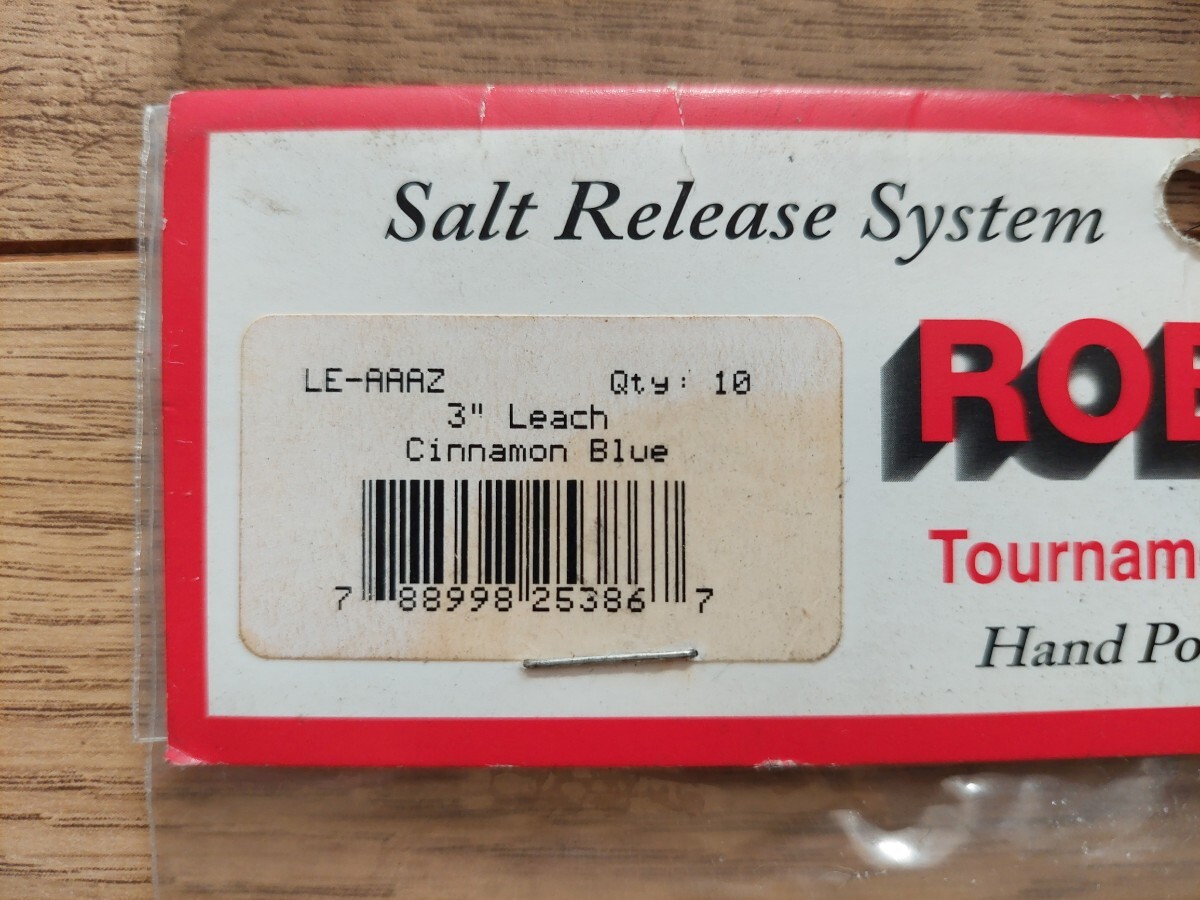 Salt Release System
LE-AAAZ Qty: 10
3" Leach
Cinnamon Blue
7 88998 25386 7
ROB
Tournam
Hand Po